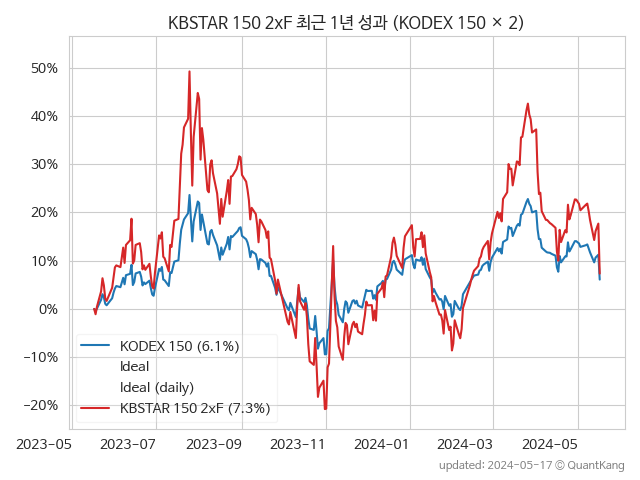 KBSTAR 150 2xF 최근 1년 성과 (KODEX 150 × 2)
50%
40%
30%
20%
10%
0%
−10%
−20%
KODEX 150 (6.1%)
Ideal
Ideal (daily)
KBSTAR 150 2xF (7.3%)
2023-05 2023-07 2023-09 2023-11 2024-01 2024-03 2024-05
updated: 2024-05-17 © QuantKang